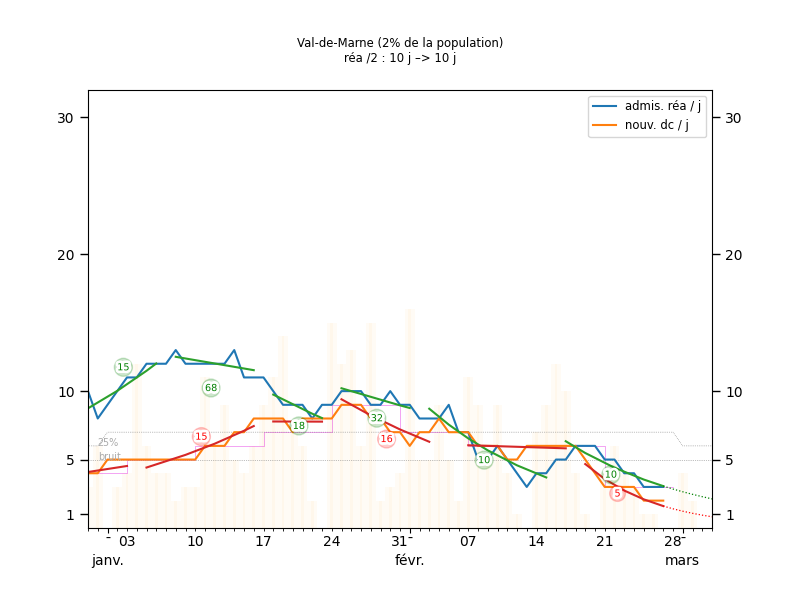 Val-de-Marne (2% de la population)
réa /2 : 10 j –> 10 j
admis. réa / j
nouv. dc / j
30 30
20 20
10 10
5 5
1 1
25%
bruit
15
68
15
18
32
16
10
10
5
03 10 17 24 31 07 14 21 28
janv. févr. mars